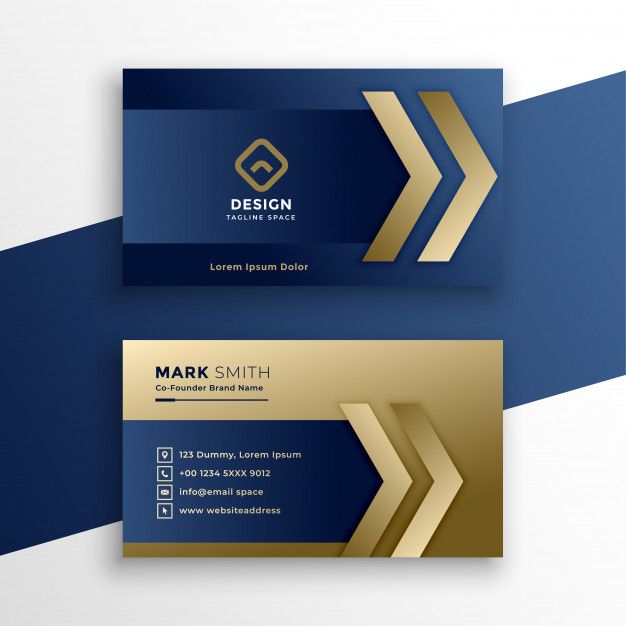 DESIGN
TAGLINE SPACE
Lorem Ipsum Dolor
MARK SMITH
Co-Founder Brand Name
123 Dummy, Lorem Ipsum
+00 1234 5XXX 9012
info@email space
www.websiteaddress